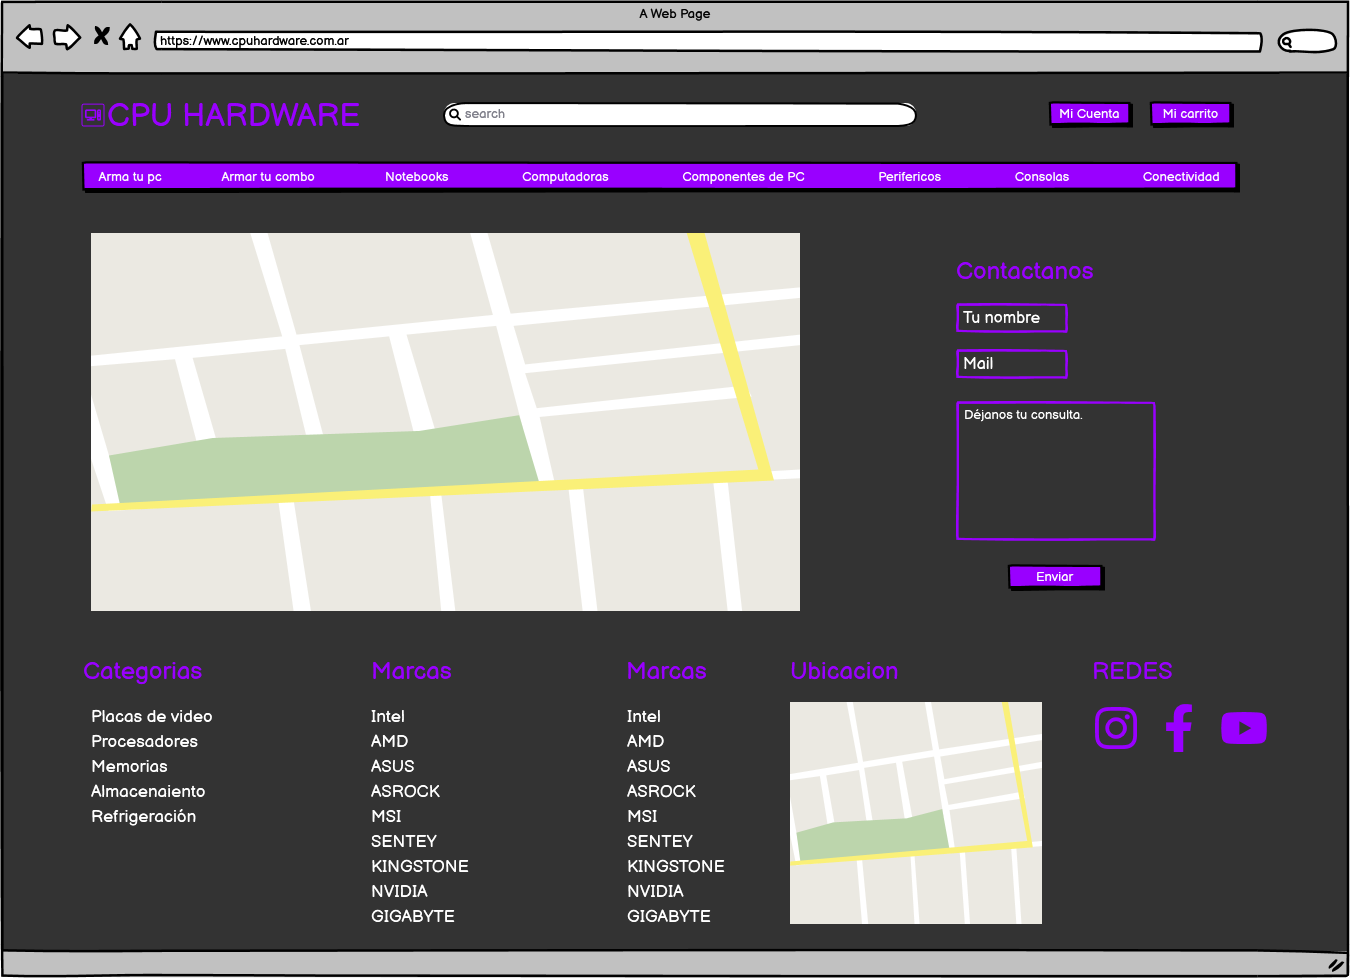 A Web Page
https://www.cpuhardware.com.ar
CPU HARDWARE
search
Mi Cuenta
Mi carrito
Arma tu pc
Armar tu combo
Notebooks
Computadoras
Componentes de PC
Perifericos
Consolas
Conectividad
Contactanos
Tu nombre
Mail
Déjanos tu consulta.
Enviar
Categorias
Placas de video
Procesadores
Memorias
Almacenaiento
Refrigeración
Marcas
Intel
AMD
ASUS
ASROCK
MSI
SENTEY
KINGSTONE
NVIDIA
GIGABYTE
Marcas
Intel
AMD
ASUS
ASROCK
MSI
SENTEY
KINGSTONE
NVIDIA
GIGABYTE
Ubicacion
REDES